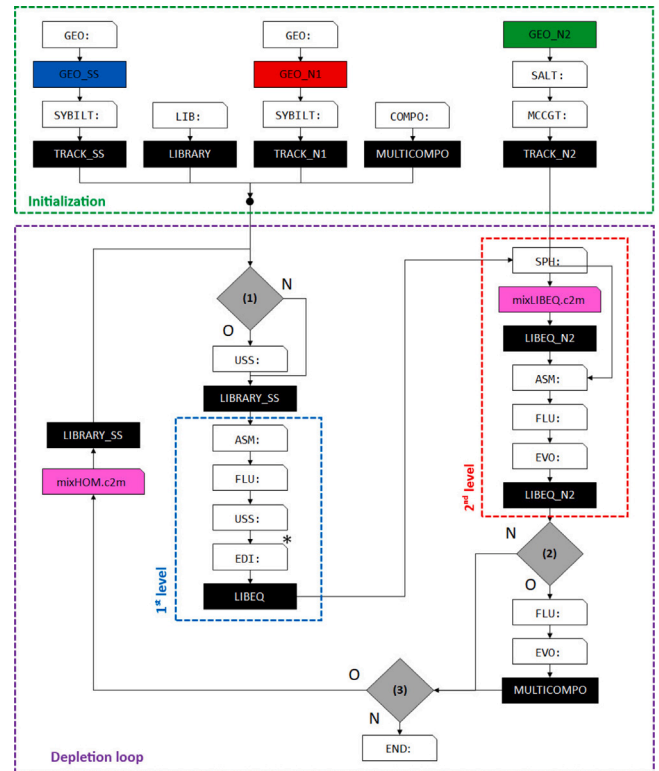 GEO:
GEO:
GEO_N2
GEO_SS
GEO_N1
SALT:
SYBILT:
LIB:
SYBILT:
COMPO:
MCCGT:
TRACK_SS
LIBRARY
TRACK_N1
MULTICOMPO
TRACK_N2
Initialization
(1)
N
O
USS:
LIBRARY_SS
LIBRARY_SS
mixHOM.c2m
ASM:
FLU:
USS:
*
EDI:
LIBEQ
1st level
SPH:
mixLIBEQ.c2m
LIBEQ_N2
ASM:
FLU:
EVO:
LIBEQ_N2
2nd level
N
(2)
O
FLU:
EVO:
MULTICOMPO
O
(3)
N
END:
Depletion loop